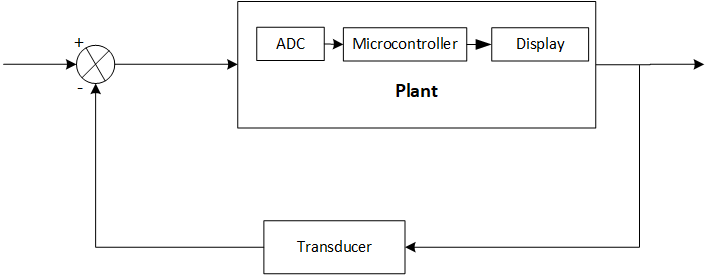 +
ADC
Microcontroller
Display
-
Plant
Transducer